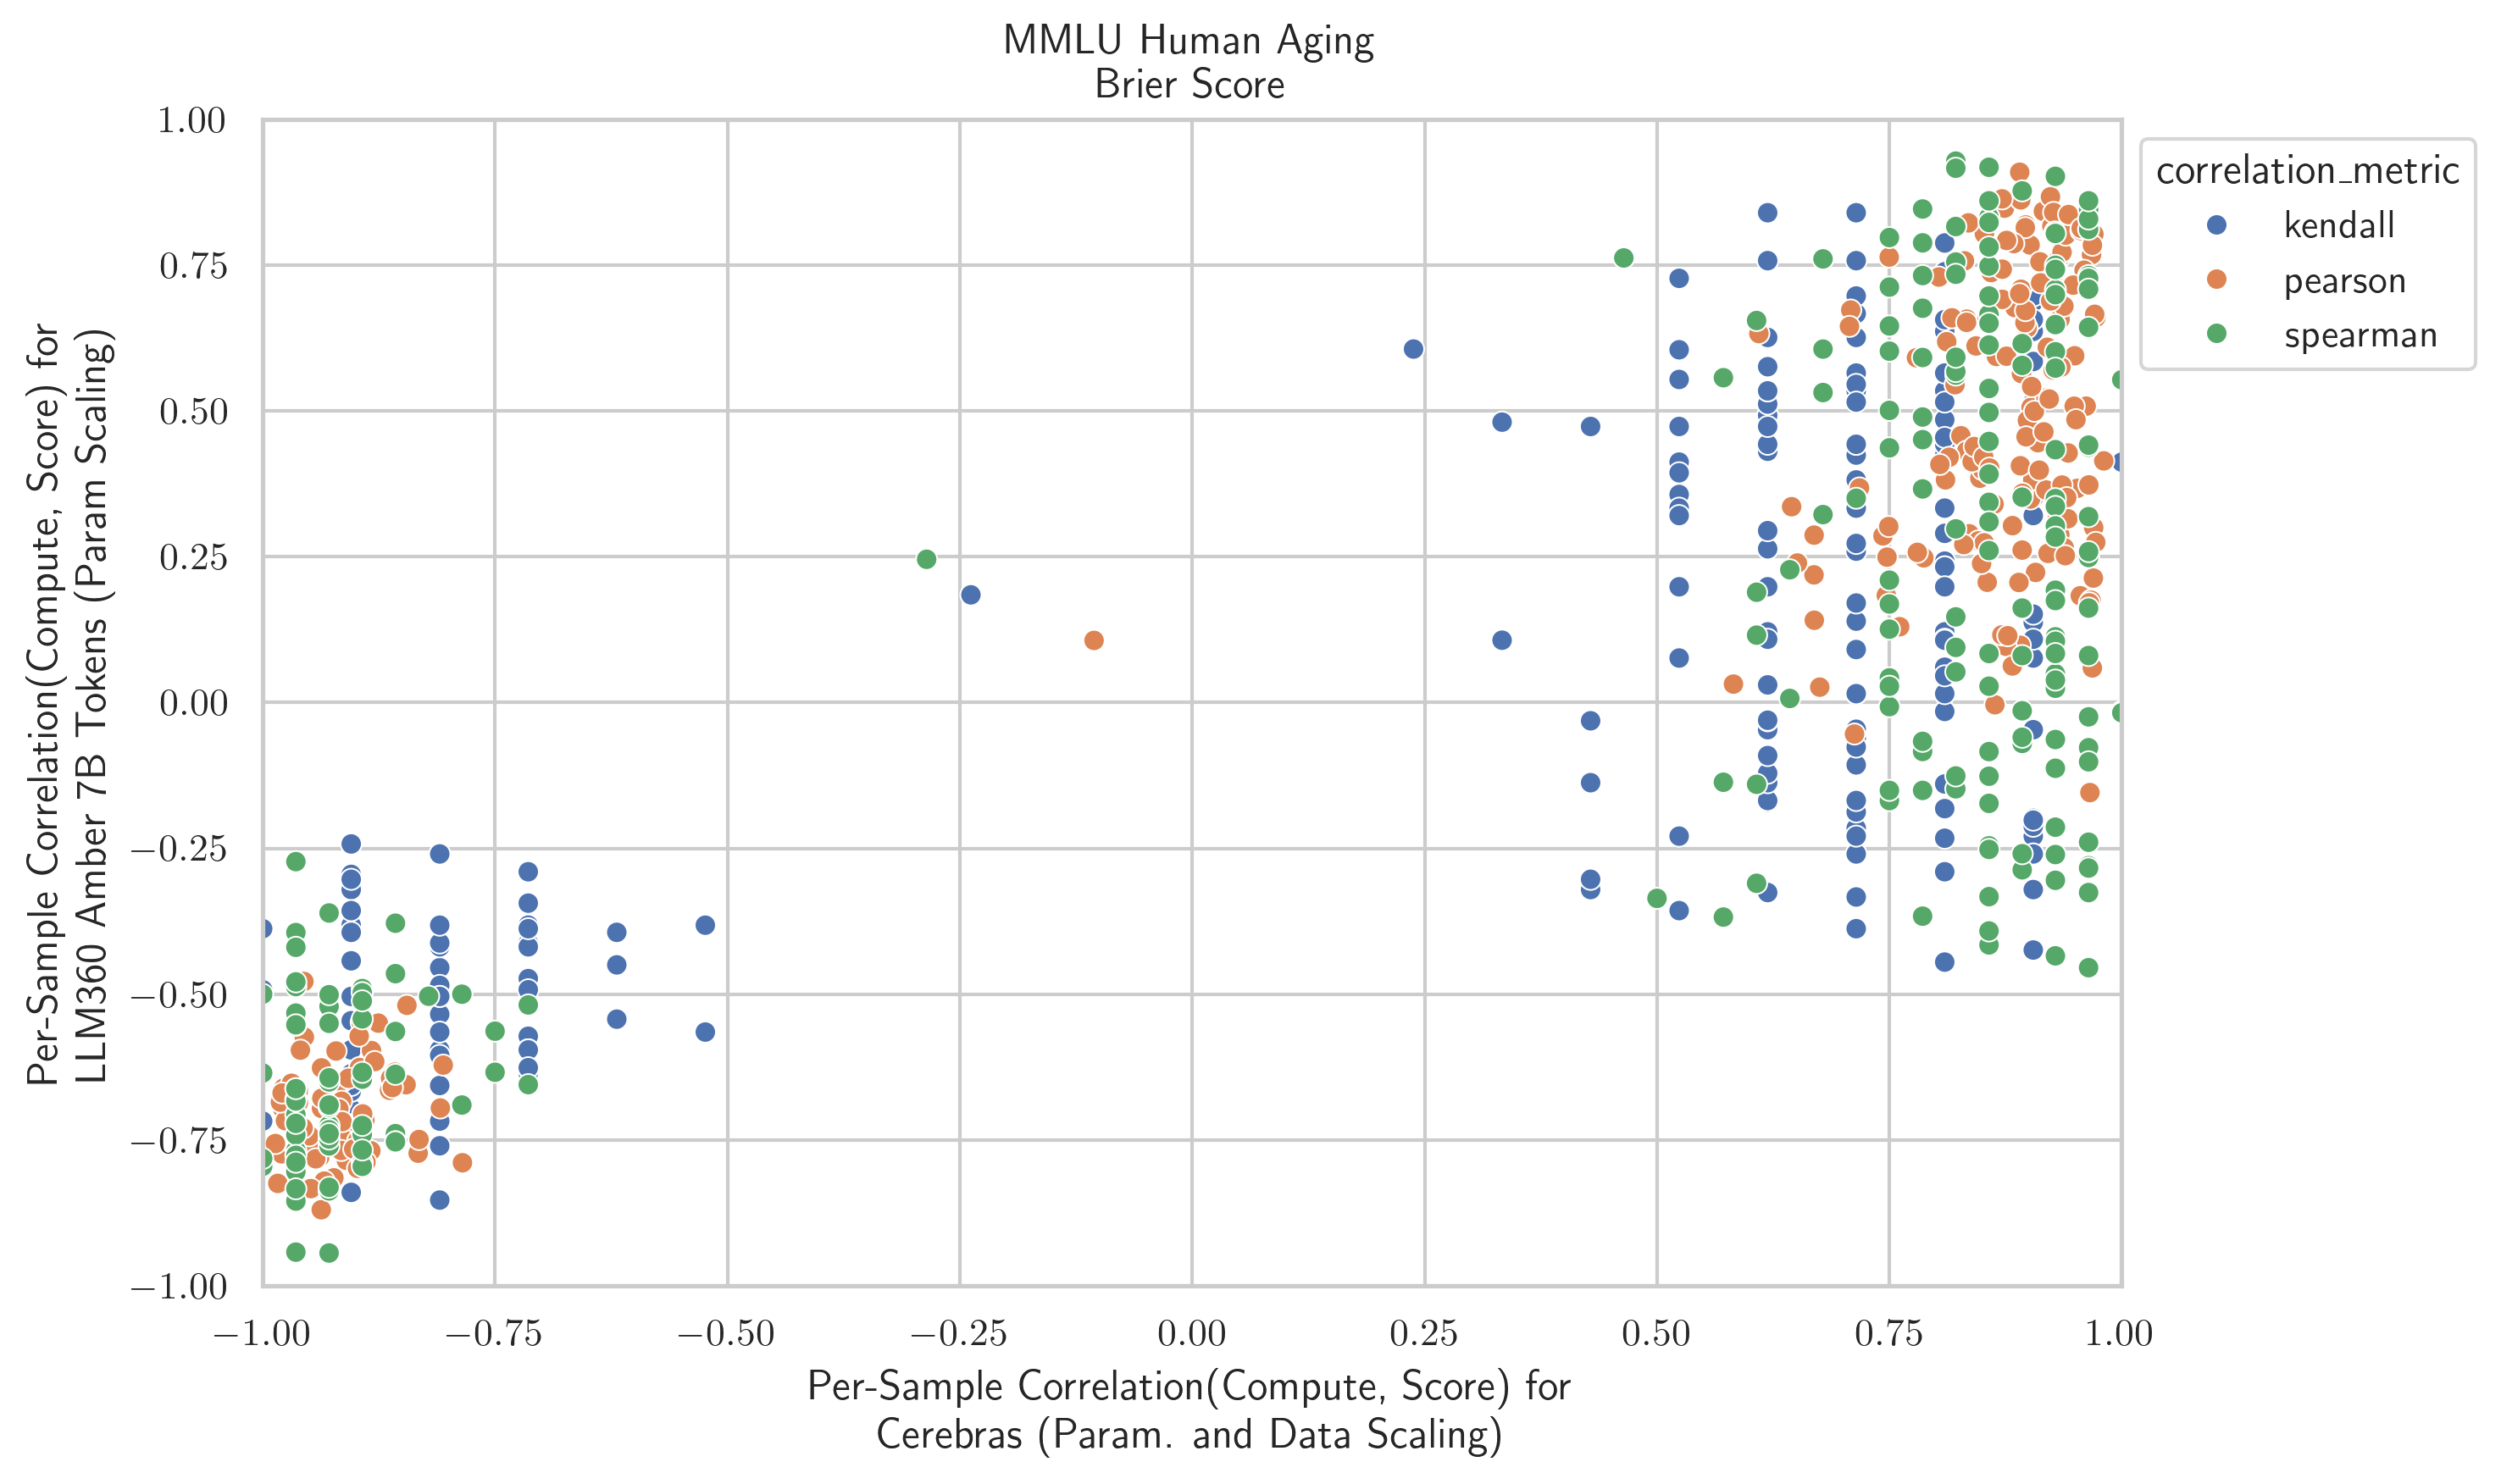 MMLU Human Aging
Brier Score
1.00
0.75
0.50
0.25
0.00
−0.25
−0.50
−0.75
−1.00
Per-Sample Correlation(Compute, Score) for
LLM360 Amber 7B Tokens (Param Scaling)
−1.00 −0.75 −0.50 −0.25 0.00 0.25 0.50 0.75 1.00
Per-Sample Correlation(Compute, Score) for
Cerebras (Param. and Data Scaling)
correlation_metric
kendall
pearson
spearman